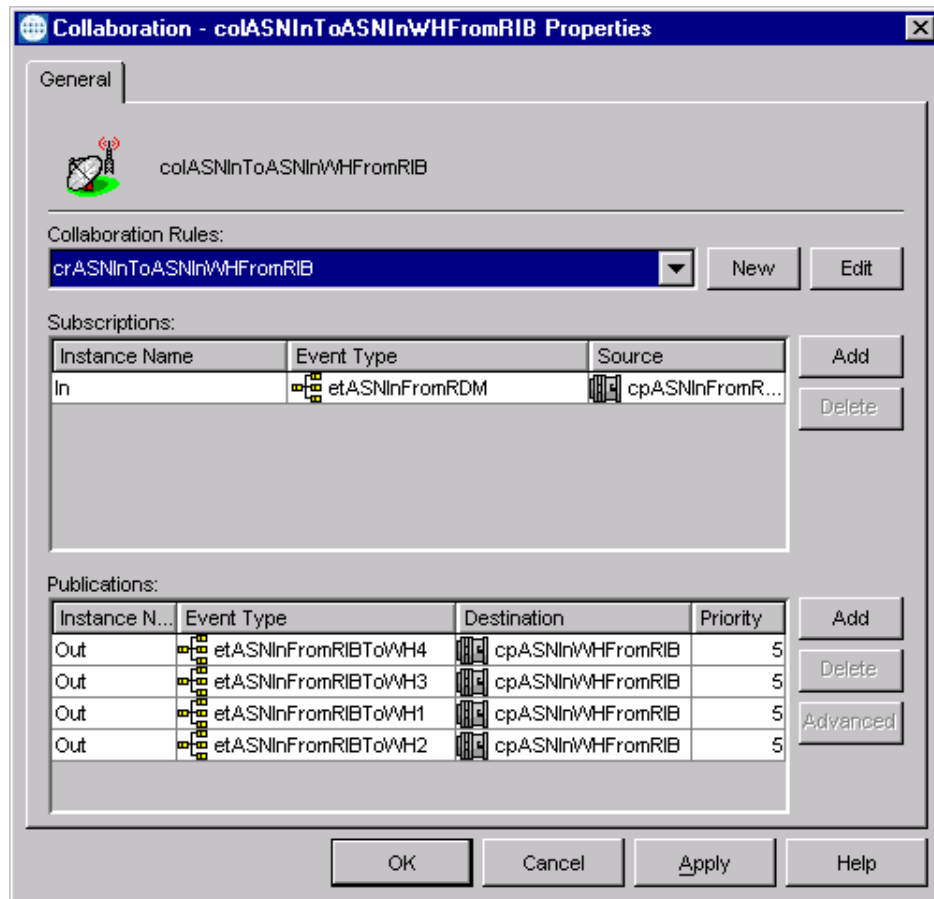 Collaboration - colASNInToASNInWHFromRIB Properties
General
colASNInToASNInWHFromRIB
Collaboration Rules:
crASNInToASNInWHFromRIB New Edit
Subscriptions:
Instance Name Event Type Source Add
In etASNInFromRDM cpASNInFromR...
Delete
Publications:
Instance N... Event Type Destination Priority Add
Out etASNInFromRIBToWH4 cpASNInWHFromRIB 5
Delete
Out etASNInFromRIBToWH3 cpASNInWHFromRIB 5
Out etASNInFromRIBToWH1 cpASNInWHFromRIB 5
Advanced
Out etASNInFromRIBToWH2 cpASNInWHFromRIB 5
OK Cancel Apply Help